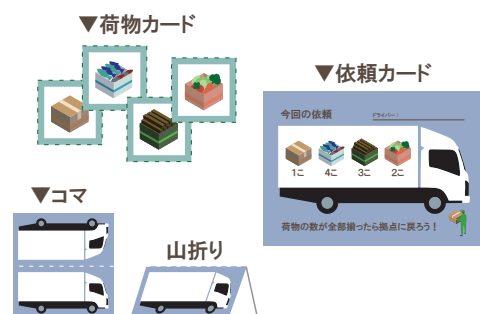 ▼荷物カード
▼依頼カード
今回の依頼
ドライバー：
1こ 4こ 3こ 2こ
荷物の数が全部揃ったら拠点に戻ろう！
▼コマ
山折り